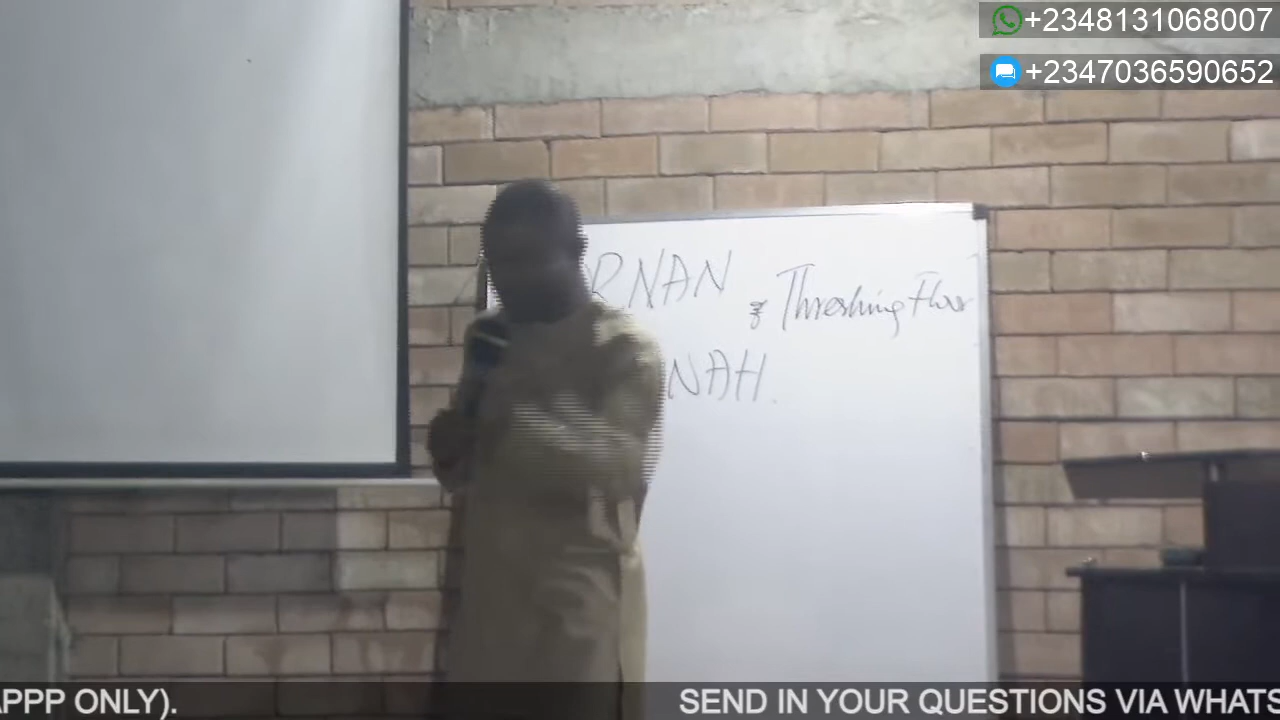 +2348131068007
+2347036590652
RNAN & Threshing Floor
NAH.
APPP ONLY). SEND IN YOUR QUESTIONS VIA WHATS